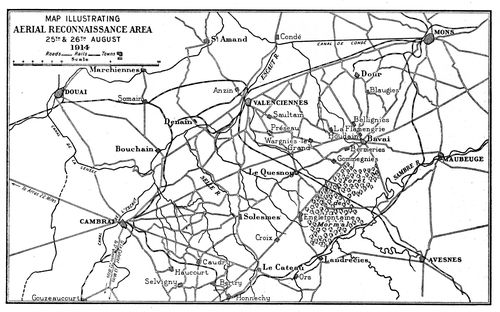 MAP ILLUSTRATING
AERIAL RECONNAISSANCE AREA
25TH & 26TH AUGUST
1914
Roads Rails Towns
Scale
St Amand
Condé
CANAL DE CONDÉ
MONS
Marchiennes
ESCAUT R
Dour
DOUAI
Somain
Anzin
Blaugies
VALENCIENNES
Saultain
Denain
Préseau
Bellignies
La Flamengrie
Houdain
Wargnies le
Grand
Bavai
Bermeries
Bouchain
Gommegnies
MAUBEUGE
SAMBRE R
Le Quesnoy
SELLE R
CAMBRAI
Solesmes
Englefontaine
Croix
Landrecies
AVESNES
Caudry
Haucourt
Le Cateau
Ors
Selvigny
Bertry
Honnechy
Gouzeaucourt